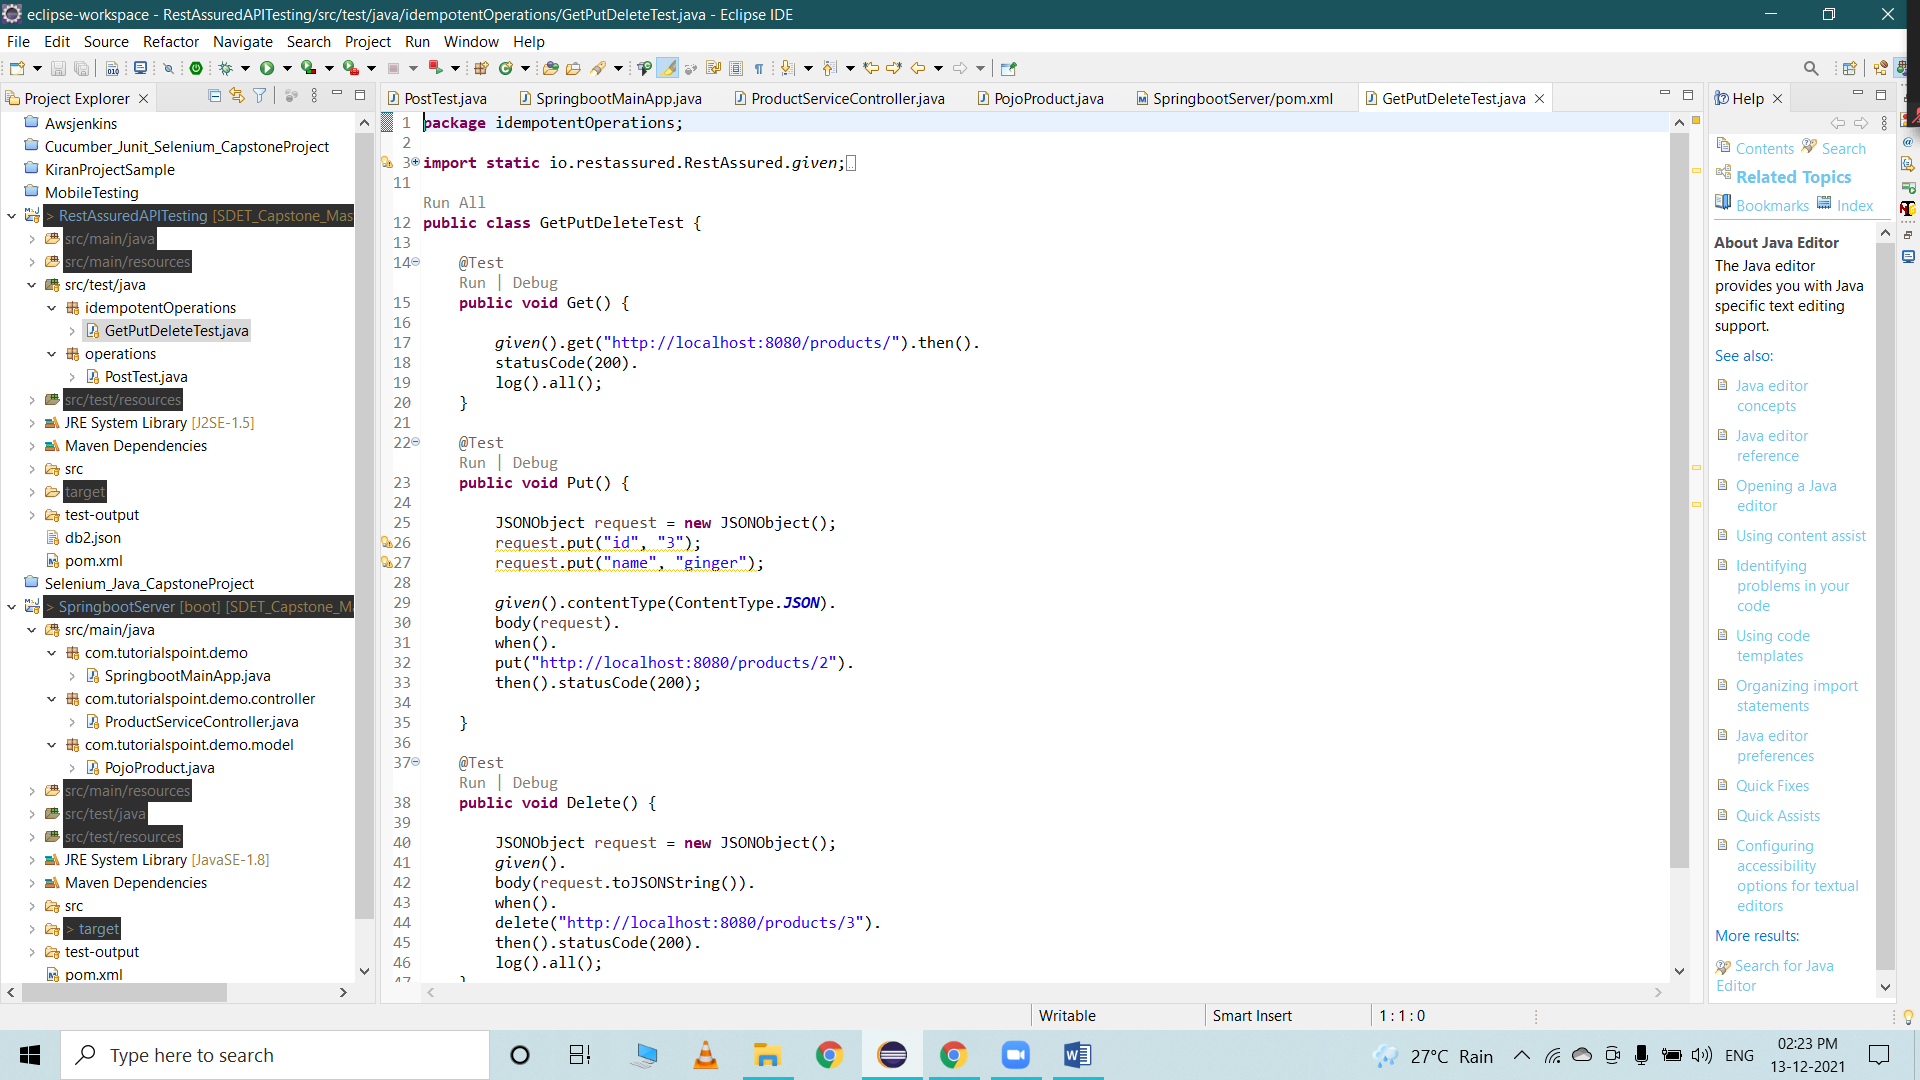 eclipse-workspace - RestAssuredAPITesting/src/test/java/idempotentOperations/GetPutDeleteTest.java - Eclipse IDE
File Edit Source Refactor Navigate Search Project Run Window Help
Project Explorer
Awsjenkins
Cucumber_Junit_Selenium_CapstoneProject
KiranProjectSample
MobileTesting
> RestAssuredAPITesting [SDET_Capstone_Mas
src/main/java
src/main/resources
src/test/java
idempotentOperations
GetPutDeleteTest.java
operations
PostTest.java
src/test/resources
JRE System Library [J2SE-1.5]
Maven Dependencies
src
target
test-output
db2.json
pom.xml
Selenium_Java_CapstoneProject
> SpringbootServer [boot] [SDET_Capstone_Ma
src/main/java
com.tutorialspoint.demo
SpringbootMainApp.java
com.tutorialspoint.demo.controller
ProductServiceController.java
com.tutorialspoint.demo.model
PojoProduct.java
src/main/resources
src/test/java
src/test/resources
JRE System Library [JavaSE-1.8]
Maven Dependencies
src
> target
test-output
pom.xml
PostTest.java SpringbootMainApp.java ProductServiceController.java PojoProduct.java SpringbootServer/pom.xml GetPutDeleteTest.java
1 package idempotentOperations;
2
3 import static io.restassured.RestAssured.given;
11
Run All
12 public class GetPutDeleteTest {
13
14 @Test
Run | Debug
15 public void Get() {
16
17 given().get("http://localhost:8080/products/").then().
18 statusCode(200).
19 log().all();
20 }
21
22 @Test
Run | Debug
23 public void Put() {
24
25 JSONObject request = new JSONObject();
26 request.put("id", "3");
27 request.put("name", "ginger");
28
29 given().contentType(ContentType.JSON).
30 body(request).
31 when().
32 put("http://localhost:8080/products/2").
33 then().statusCode(200);
34
35 }
36
37 @Test
Run | Debug
38 public void Delete() {
39
40 JSONObject request = new JSONObject();
41 given().
42 body(request.toJSONString()).
43 when().
44 delete("http://localhost:8080/products/3").
45 then().statusCode(200).
46 log().all();
47 }
Help
Contents Search
Related Topics
Bookmarks Index
About Java Editor
The Java editor
provides you with Java
specific text editing
support.
See also:
Java editor
concepts
Java editor
reference
Opening a Java
editor
Using content assist
Identifying
problems in your
code
Using code
templates
Organizing import
statements
Java editor
preferences
Quick Fixes
Quick Assists
Configuring
accessibility
options for textual
editors
More results:
Search for Java
Editor
Writable Smart Insert 1 : 1 : 0
Type here to search
27°C Rain
ENG
02:23 PM
13-12-2021